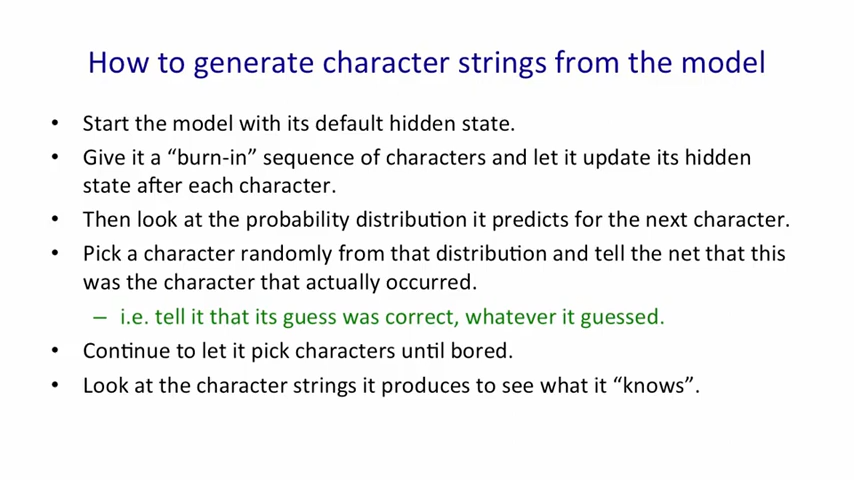 How to generate character strings from the model
• Start the model with its default hidden state.
• Give it a “burn-in” sequence of characters and let it update its hidden
state after each character.
• Then look at the probability distribution it predicts for the next character.
• Pick a character randomly from that distribution and tell the net that this
was the character that actually occurred.
– i.e. tell it that its guess was correct, whatever it guessed.
• Continue to let it pick characters until bored.
• Look at the character strings it produces to see what it “knows”.